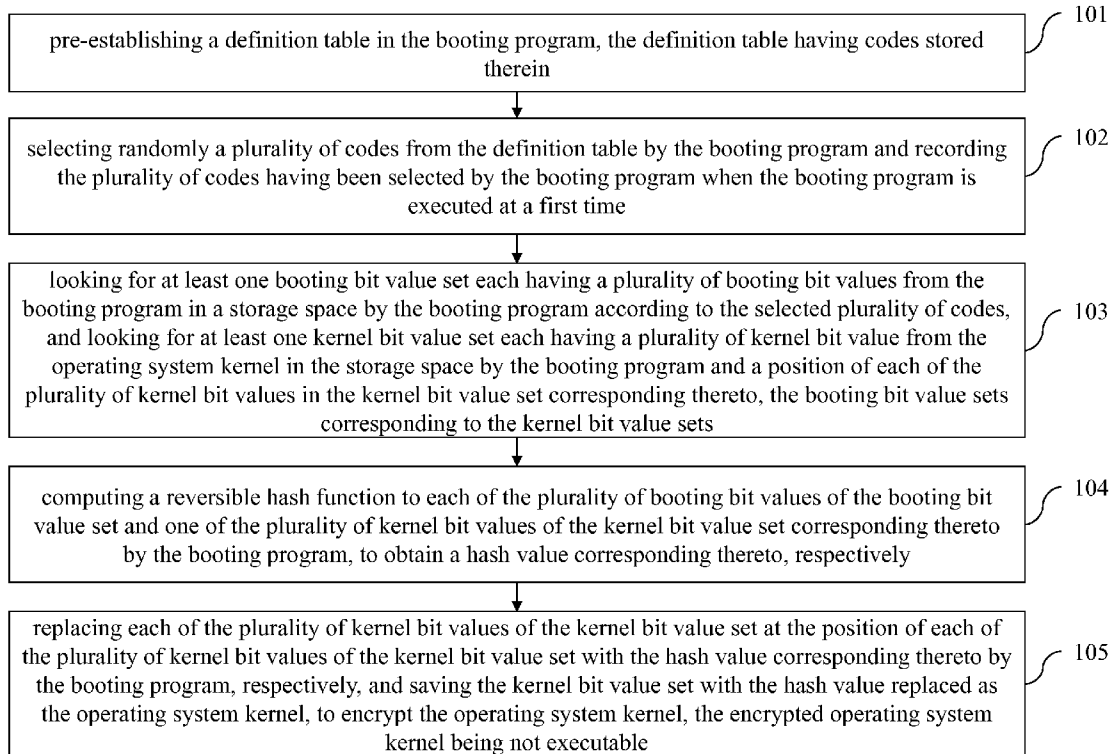 101
pre-establishing a definition table in the booting program, the definition table having codes stored
therein
102
selecting randomly a plurality of codes from the definition table by the booting program and recording
the plurality of codes having been selected by the booting program when the booting program is
executed at a first time
103
looking for at least one booting bit value set each having a plurality of booting bit values from the
booting program in a storage space by the booting program according to the selected plurality of codes,
and looking for at least one kernel bit value set each having a plurality of kernel bit value from the
operating system kernel in the storage space by the booting program and a position of each of the
plurality of kernel bit values in the kernel bit value set corresponding thereto, the booting bit value sets
corresponding to the kernel bit value sets
104
computing a reversible hash function to each of the plurality of booting bit values of the booting bit
value set and one of the plurality of kernel bit values of the kernel bit value set corresponding thereto
by the booting program, to obtain a hash value corresponding thereto, respectively
105
replacing each of the plurality of kernel bit values of the kernel bit value set at the position of each of
the plurality of kernel bit values of the kernel bit value set with the hash value corresponding thereto by
the booting program, respectively, and saving the kernel bit value set with the hash value replaced as
the operating system kernel, to encrypt the operating system kernel, the encrypted operating system
kernel being not executable